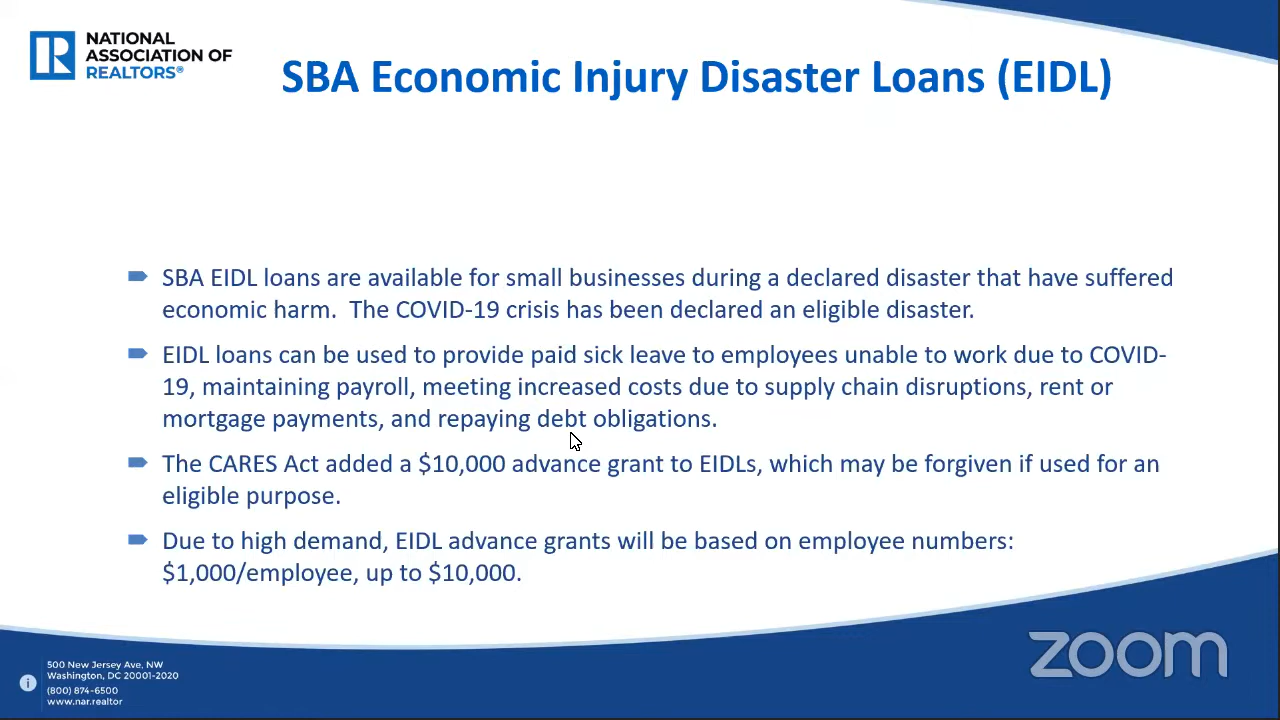 NATIONAL
ASSOCIATION OF
REALTORS®
SBA Economic Injury Disaster Loans (EIDL)
SBA EIDL loans are available for small businesses during a declared disaster that have suffered
economic harm.  The COVID-19 crisis has been declared an eligible disaster.
EIDL loans can be used to provide paid sick leave to employees unable to work due to COVID-
19, maintaining payroll, meeting increased costs due to supply chain disruptions, rent or
mortgage payments, and repaying debt obligations.
The CARES Act added a $10,000 advance grant to EIDLs, which may be forgiven if used for an
eligible purpose.
Due to high demand, EIDL advance grants will be based on employee numbers:
$1,000/employee, up to $10,000.
500 New Jersey Ave, NW
Washington, DC 20001-2020
(800) 874-6500
www.nar.realtor
zoom